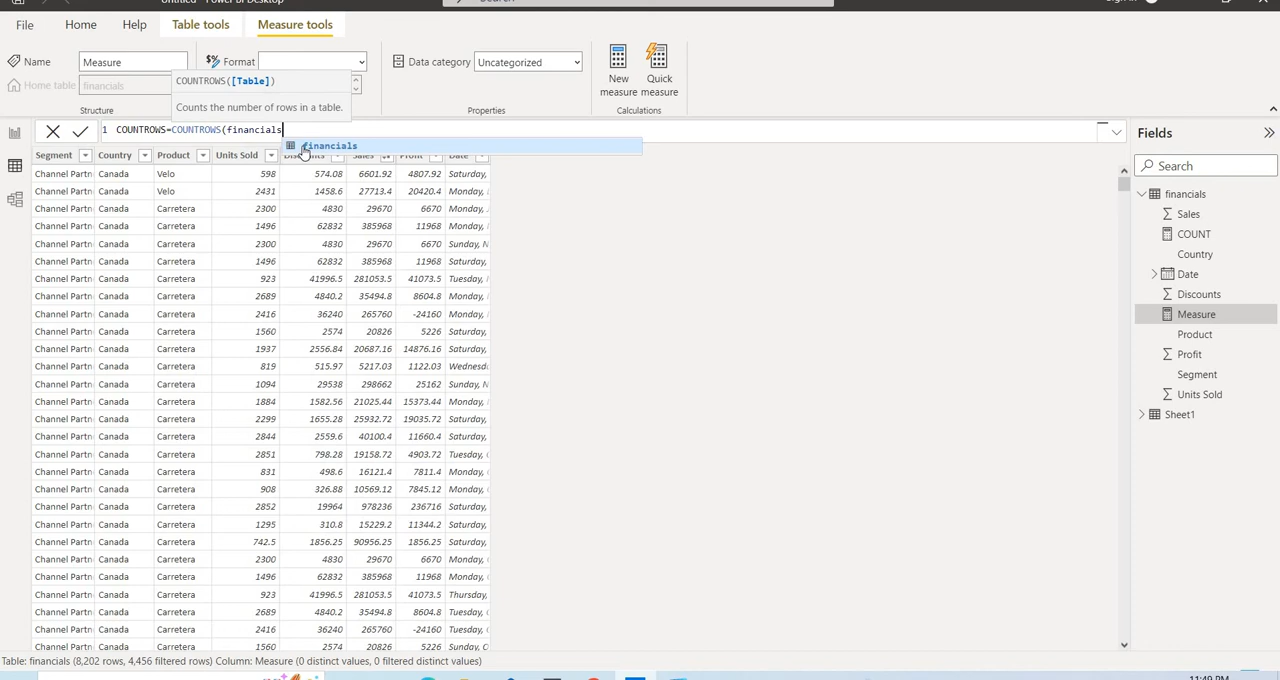 File Home Help Table tools Measure tools
Name Measure Format
Home table financials
COUNTROWS([Table])
Counts the number of rows in a table.
Structure
Data category Uncategorized
Properties
New measure
Quick measure
Calculations
1 COUNTROWS=COUNTROWS(financials
financials
Segment Country Product Units Sold Sales Profit Date
Channel Partn Canada Velo 598 574.08 6601.92 4807.92 Saturday,
Channel Partn Canada Velo 2431 1458.6 27713.4 20420.4 Monday,
Channel Partn Canada Carretera 2300 4830 29670 6670 Monday,
Channel Partn Canada Carretera 1496 62832 385968 11968 Monday,
Channel Partn Canada Carretera 2300 4830 29670 6670 Sunday, N
Channel Partn Canada Carretera 1496 62832 385968 11968 Saturday,
Channel Partn Canada Carretera 923 41996.5 281053.5 41073.5 Tuesday,
Channel Partn Canada Carretera 2689 4840.2 35494.8 8604.8 Monday,
Channel Partn Canada Carretera 2416 36240 265760 -24160 Monday,
Channel Partn Canada Carretera 1560 2574 20826 5226 Saturday,
Channel Partn Canada Carretera 1937 2556.84 20687.16 14876.16 Saturday,
Channel Partn Canada Carretera 819 515.97 5217.03 1122.03 Wednesd
Channel Partn Canada Carretera 1094 29538 298662 25162 Sunday, N
Channel Partn Canada Carretera 1884 1582.56 21025.44 15373.44 Monday,
Channel Partn Canada Carretera 2299 1655.28 25932.72 19035.72 Saturday,
Channel Partn Canada Carretera 2844 2559.6 40100.4 11660.4 Saturday,
Channel Partn Canada Carretera 2851 798.28 19158.72 4903.72 Tuesday,
Channel Partn Canada Carretera 831 498.6 16121.4 7811.4 Monday,
Channel Partn Canada Carretera 908 326.88 10569.12 7845.12 Monday,
Channel Partn Canada Carretera 2852 19964 978236 236716 Saturday,
Channel Partn Canada Carretera 1295 310.8 15229.2 11344.2 Saturday,
Channel Partn Canada Carretera 742.5 1856.25 90956.25 1856.25 Saturday,
Channel Partn Canada Carretera 2300 4830 29670 6670 Monday,
Channel Partn Canada Carretera 1496 62832 385968 11968 Monday,
Channel Partn Canada Carretera 923 41996.5 281053.5 41073.5 Thursday,
Channel Partn Canada Carretera 2689 4840.2 35494.8 8604.8 Tuesday,
Channel Partn Canada Carretera 2416 36240 265760 -24160 Monday,
Channel Partn Canada Carretera 1560 2574 20826 5226 Sunday,
Table: financials (8,202 rows, 4,456 filtered rows) Column: Measure (0 distinct values, 0 filtered distinct values)
Fields
Search
financials
Sales
COUNT
Country
Date
Discounts
Measure
Product
Profit
Segment
Units Sold
Sheet1